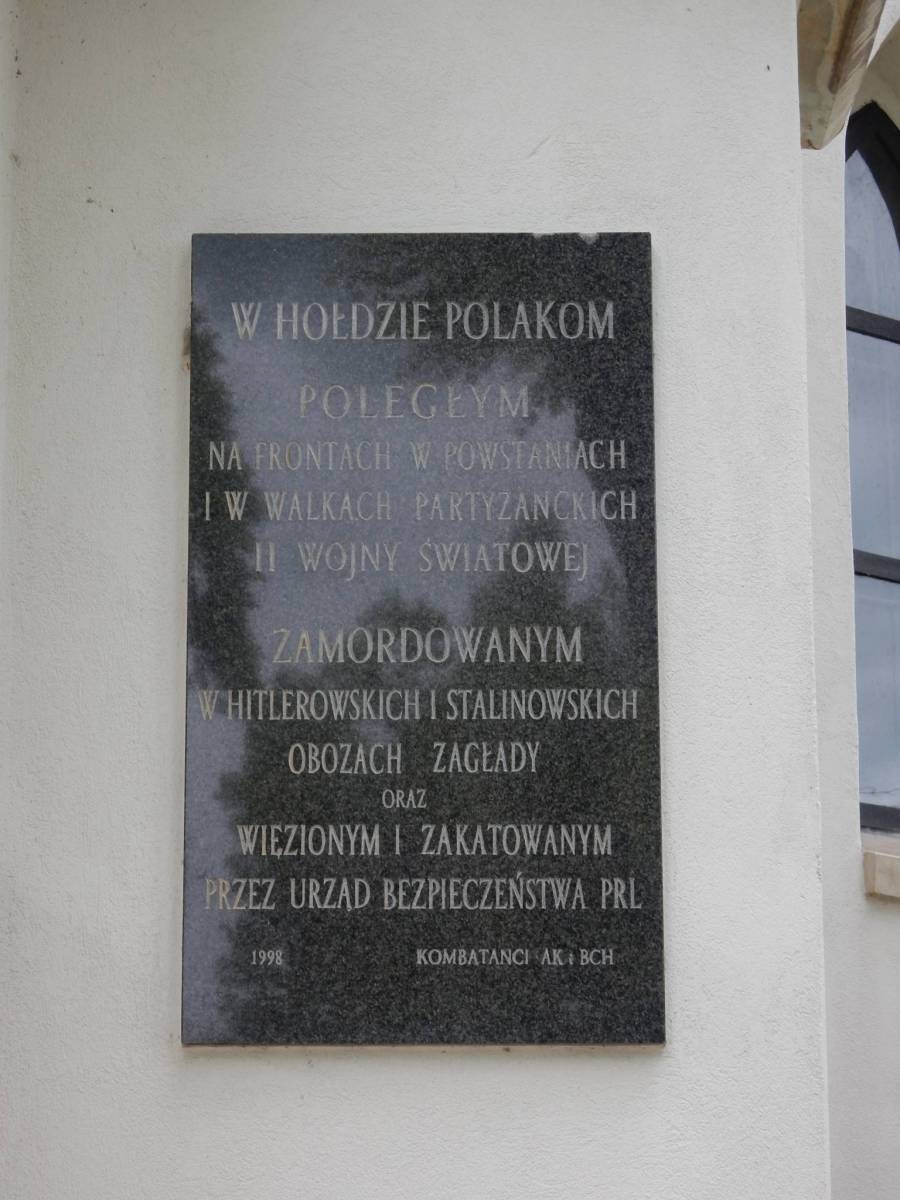 W HOŁDZIE POLAKOM
POLEGŁYM
NA FRONTACH W POWSTANIACH
I W WALKACH PARTYZANCKICH
II WOJNY ŚWIATOWEJ
ZAMORDOWANYM
W HITLEROWSKICH I STALINOWSKICH
OBOZACH ZAGŁADY
ORAZ
WIĘZIONYM I ZAKATOWANYM
PRZEZ URZĄD BEZPIECZEŃSTWA PRL
1998 KOMBATANCI AK i BCH